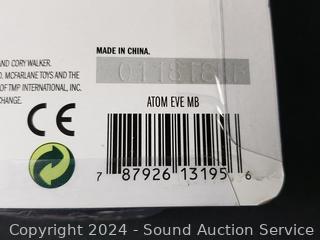 AND CORY WALKER.
D. MCFARLANE TOYS AND THE
OF TMP INTERNATIONAL, INC.
CHANGE.
MADE IN CHINA.
CE
ATOM EVE MB
7 87926 13195 6
Copyright © 2024 - Sound Auction Service